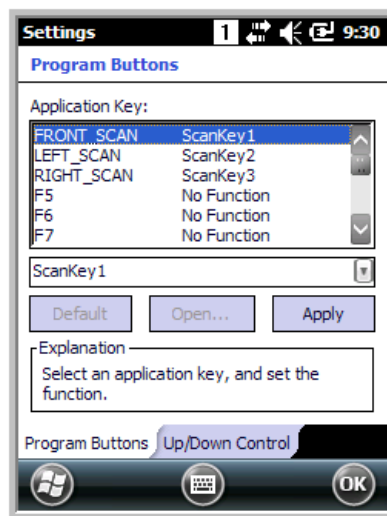 Settings 1 9:30
Program Buttons
Application Key:
FRONT_SCAN ScanKey1
LEFT_SCAN ScanKey2
RIGHT_SCAN ScanKey3
F5 No Function
F6 No Function
F7 No Function
ScanKey1
Default Open... Apply
Explanation
Select an application key, and set the
function.
Program Buttons Up/Down Control
OK